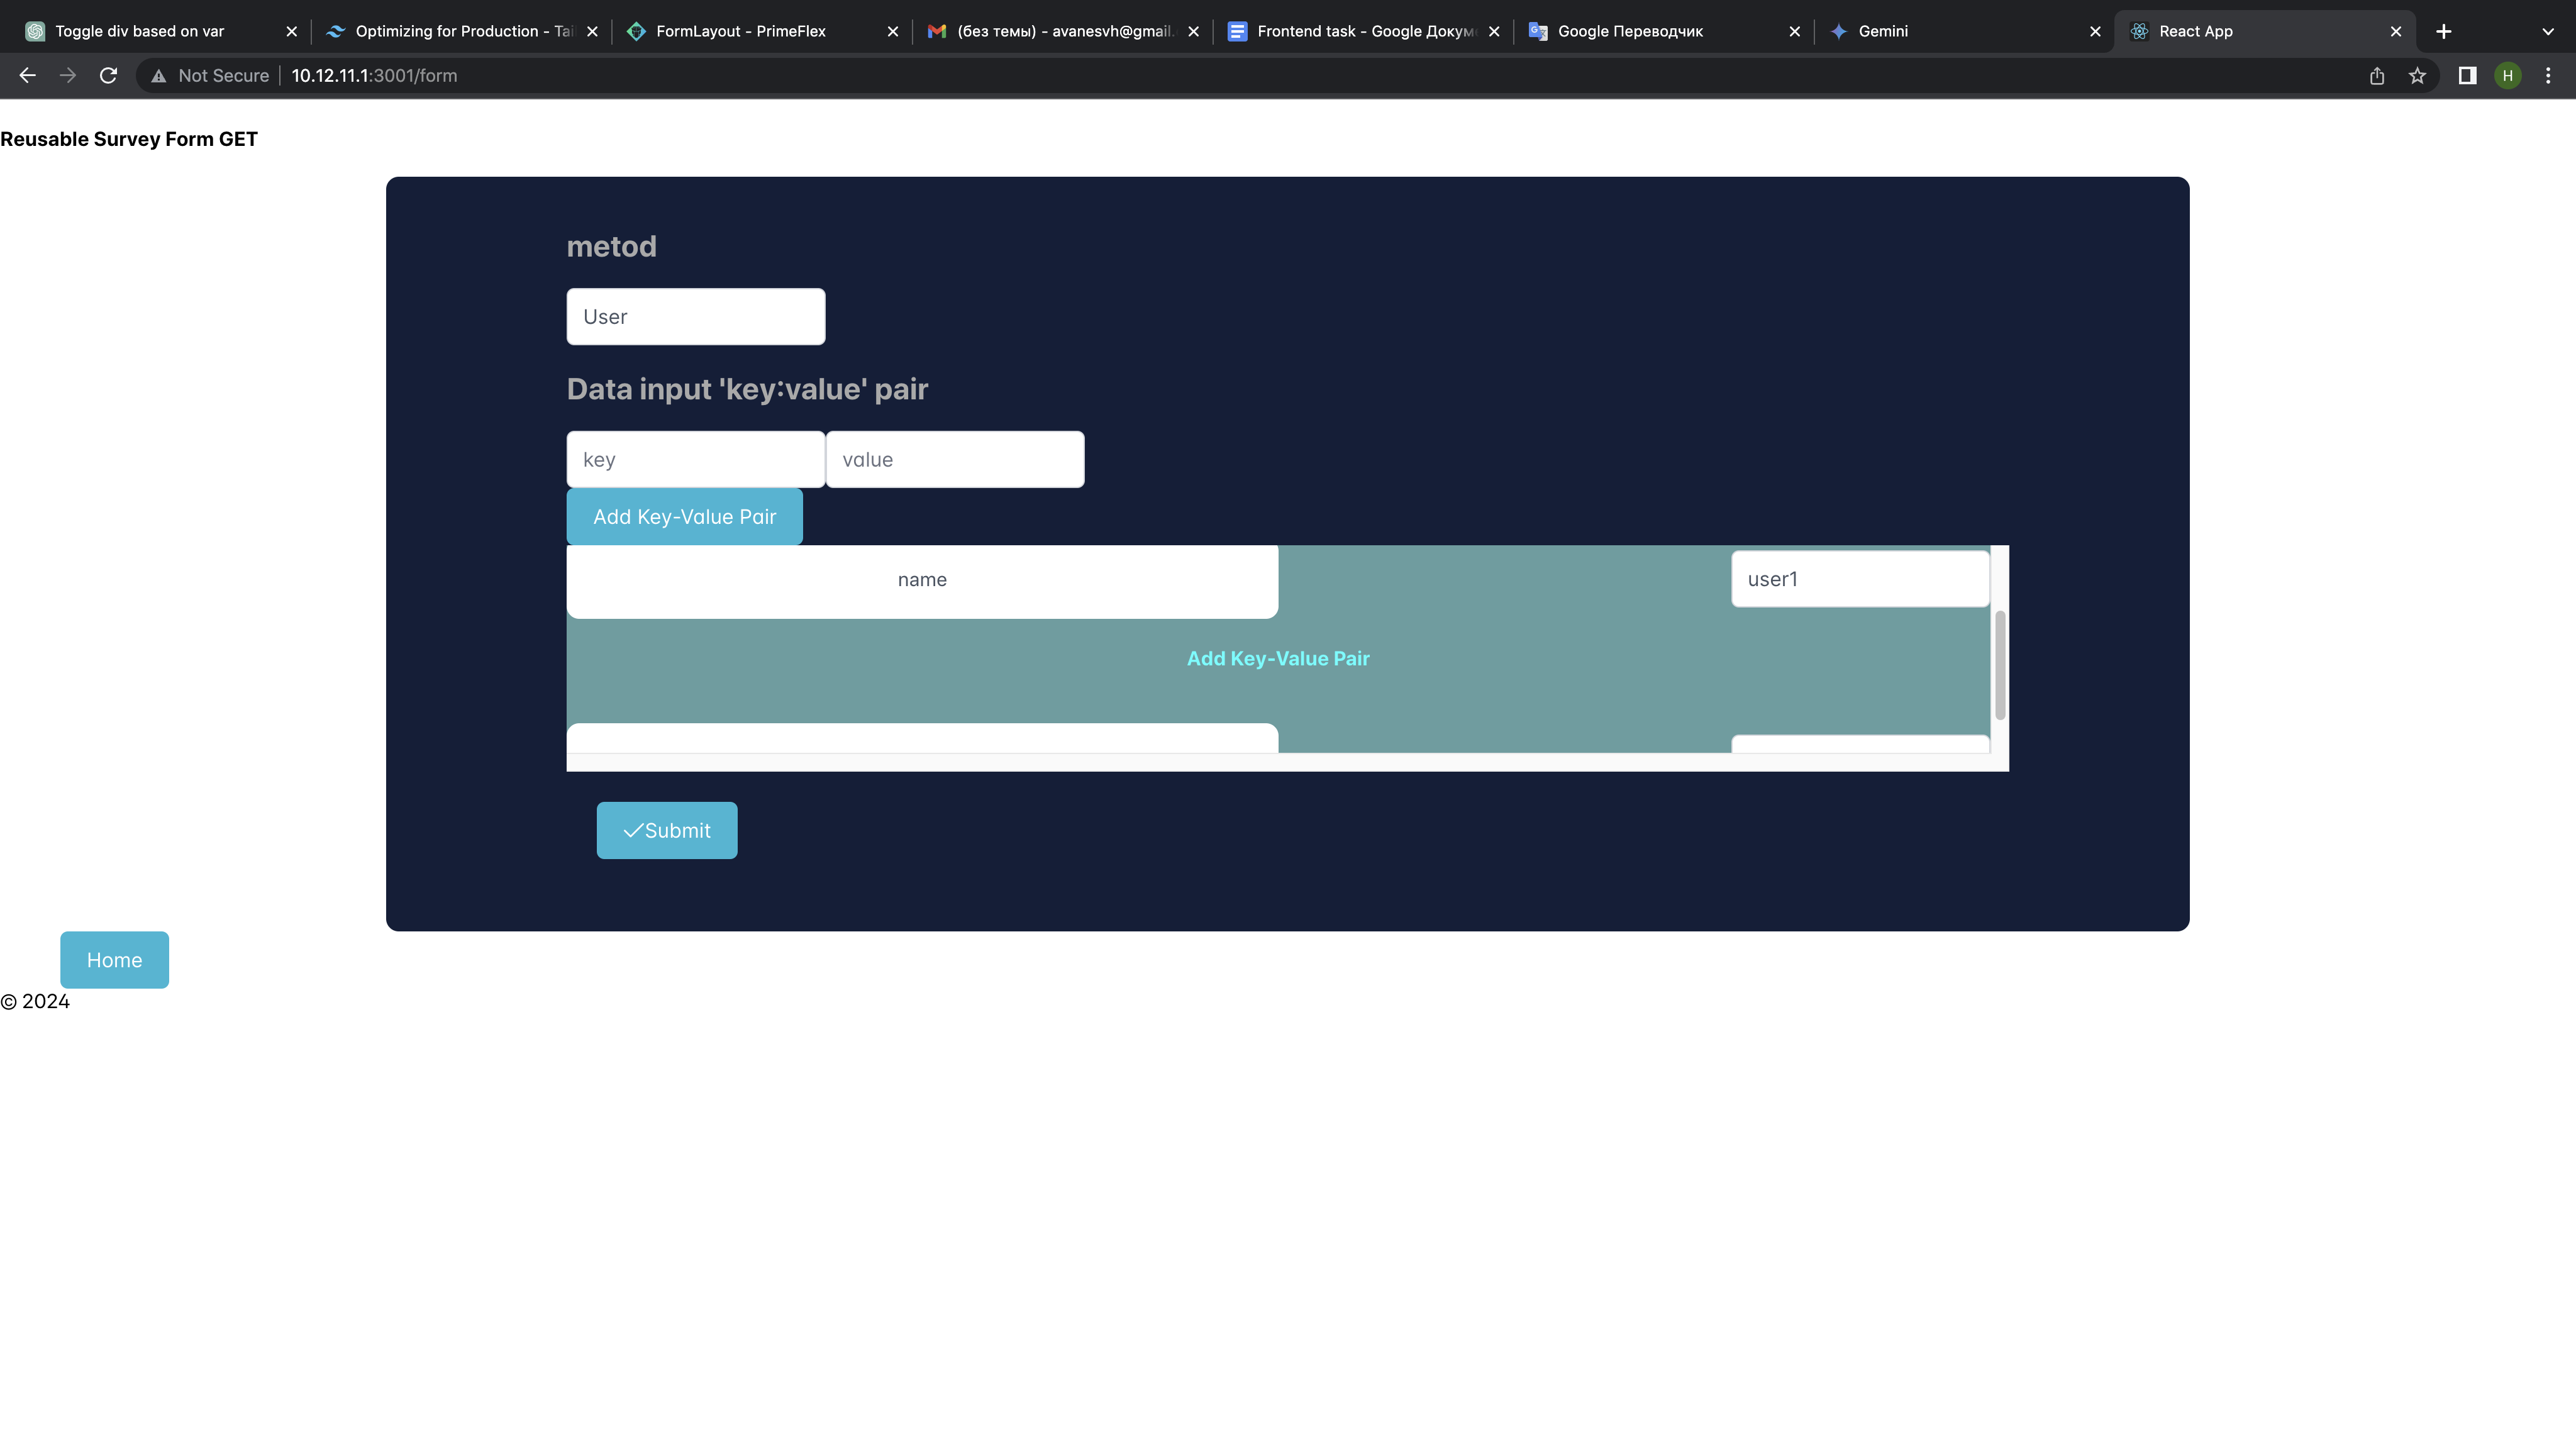 Toggle div based on var
Optimizing for Production - Tai
FormLayout - PrimeFlex
(без темы) - avanesvh@gmail.
Frontend task - Google Докум
Google Переводчик
Gemini
React App
Not Secure
10.12.11.1:3001/form
H
Reusable Survey Form GET
metod
User
Data input 'key:value' pair
key
value
Add Key-Value Pair
name
user1
Add Key-Value Pair
Submit
Home
© 2024